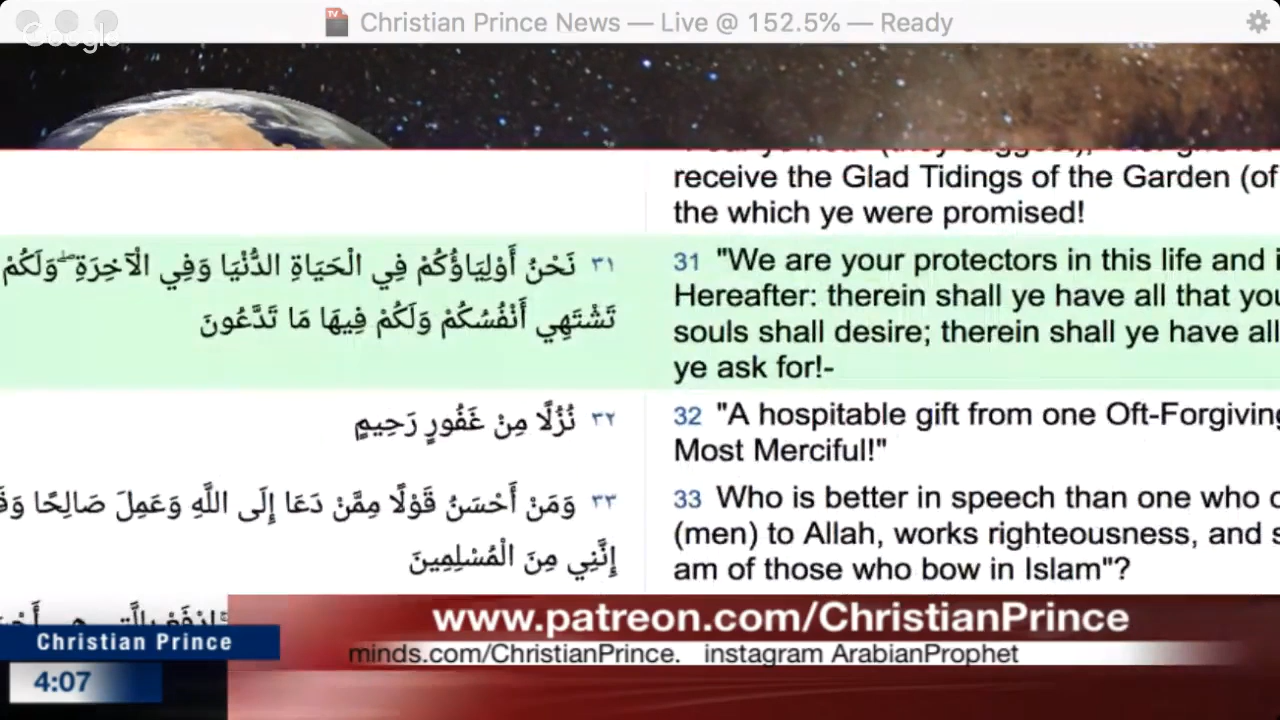 Christian Prince News — Live @ 152.5% — Ready
Google
receive the Glad Tidings of the Garden (of
the which ye were promised!
٣١ نَحْنُ أَوْلِيَاؤُكُمْ فِي الْحَيَاةِ الدُّنْيَا وَفِي الْآخِرَةِ ۖ وَلَكُمْ
تَشْتَهِي أَنْفُسُكُمْ وَلَكُمْ فِيهَا مَا تَدَّعُونَ
31 "We are your protectors in this life and i
Hereafter: therein shall ye have all that you
souls shall desire; therein shall ye have all
ye ask for!-
٣٢ نُزُلًا مِنْ غَفُورٍ رَحِيمٍ
32 "A hospitable gift from one Oft-Forgiving
Most Merciful!"
٣٣ وَمَنْ أَحْسَنُ قَوْلًا مِمَّنْ دَعَا إِلَى اللَّهِ وَعَمِلَ صَالِحًا وَقَ
إِنَّنِي مِنَ الْمُسْلِمِينَ
33 Who is better in speech than one who c
(men) to Allah, works righteousness, and s
am of those who bow in Islam"?
www.patreon.com/ChristianPrince
Christian Prince
minds.com/ChristianPrince. instagram ArabianProphet
4:07